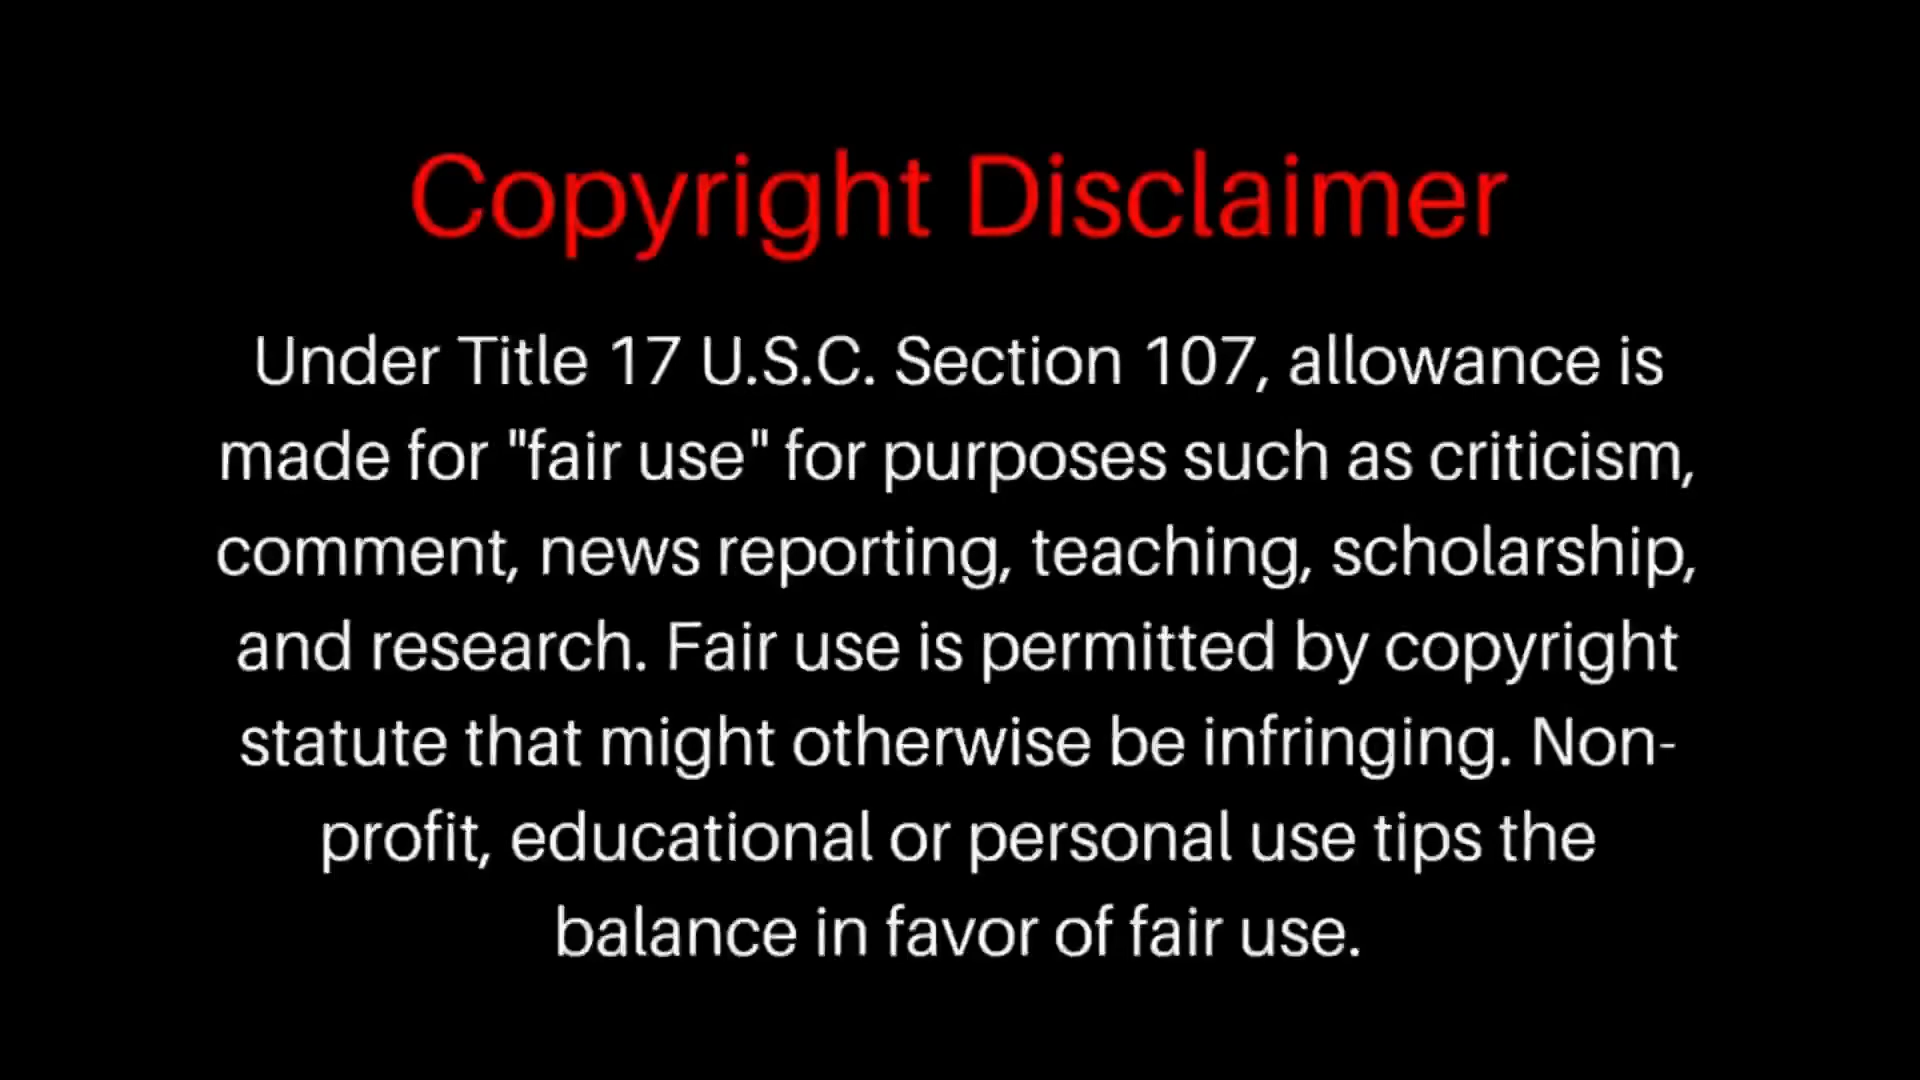 Copyright Disclaimer
Under Title 17 U.S.C. Section 107, allowance is
made for "fair use" for purposes such as criticism,
comment, news reporting, teaching, scholarship,
and research. Fair use is permitted by copyright
statute that might otherwise be infringing. Non-
profit, educational or personal use tips the
balance in favor of fair use.